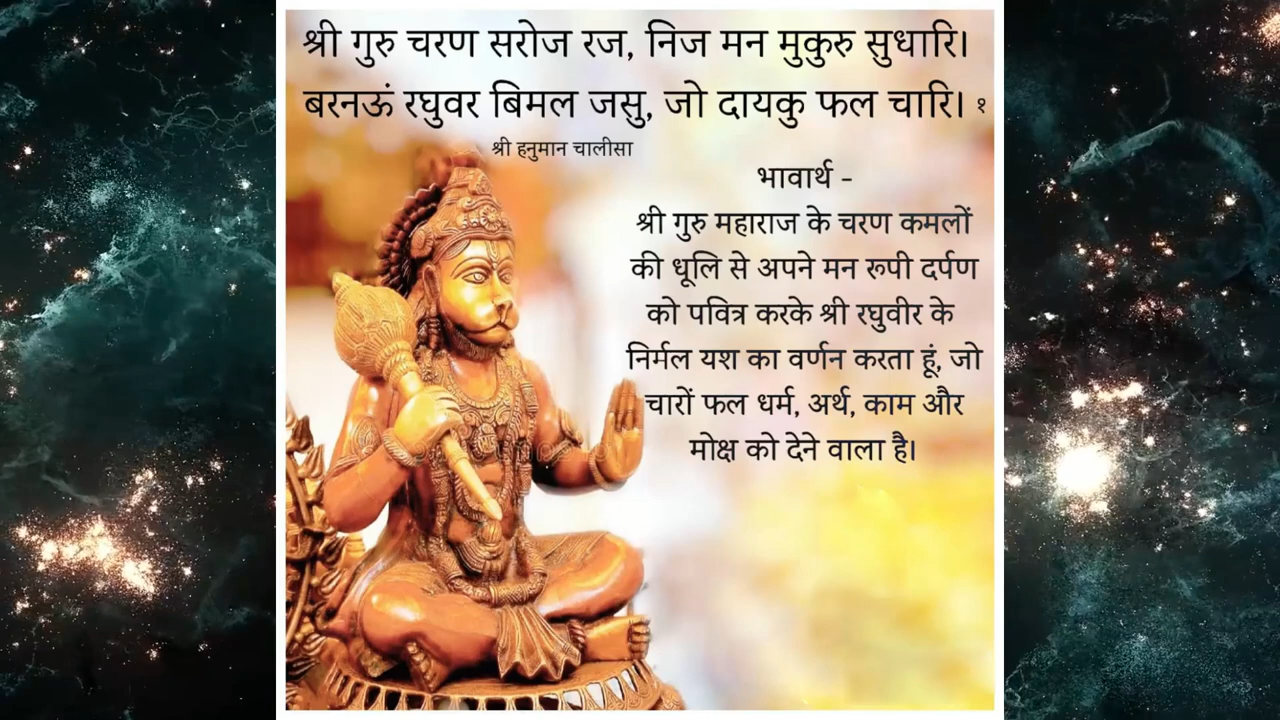 श्री गुरु चरण सरोज रज, निज मन मुकुरु सुधारि।
बरनऊं रघुवर बिमल जसु, जो दायकु फल चारि। १
श्री हनुमान चालीसा
भावार्थ -
श्री गुरु महाराज के चरण कमलों
की धूलि से अपने मन रूपी दर्पण
को पवित्र करके श्री रघुवीर के
निर्मल यश का वर्णन करता हूं, जो
चारों फल धर्म, अर्थ, काम और
मोक्ष को देने वाला है।